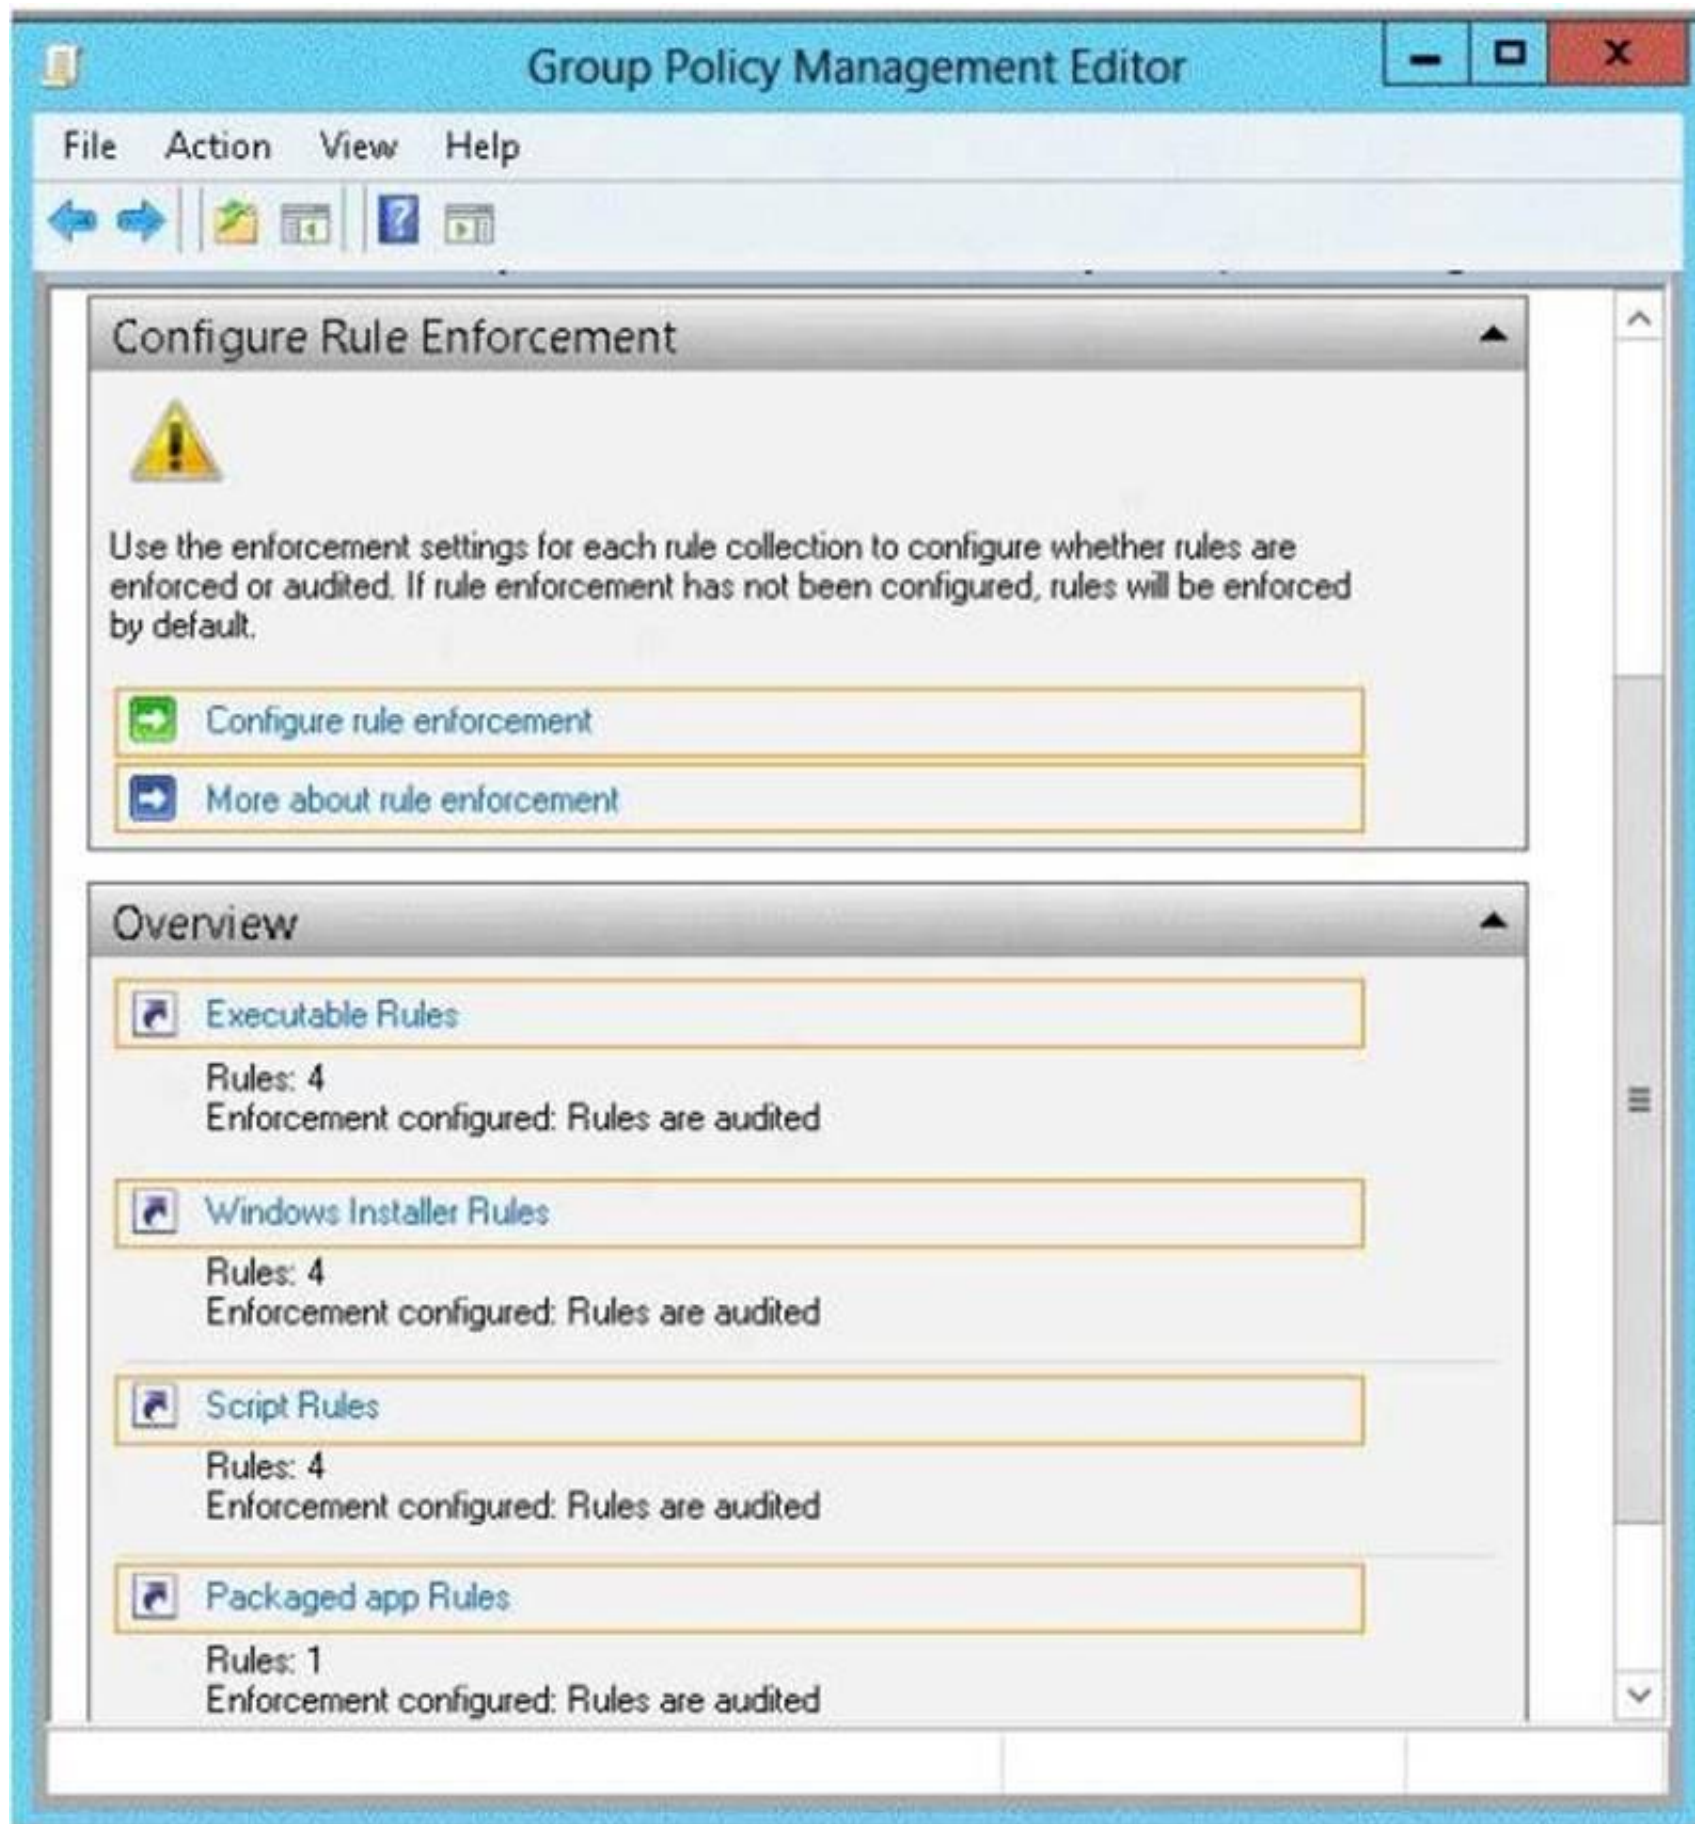 Group Policy Management Editor
File Action View Help
Configure Rule Enforcement
Use the enforcement settings for each rule collection to configure whether rules are
enforced or audited. If rule enforcement has not been configured, rules will be enforced
by default.
Configure rule enforcement
More about rule enforcement
Overview
Executable Rules
Rules: 4
Enforcement configured: Rules are audited
Windows Installer Rules
Rules: 4
Enforcement configured: Rules are audited
Script Rules
Rules: 4
Enforcement configured: Rules are audited
Packaged app Rules
Rules: 1
Enforcement configured: Rules are audited